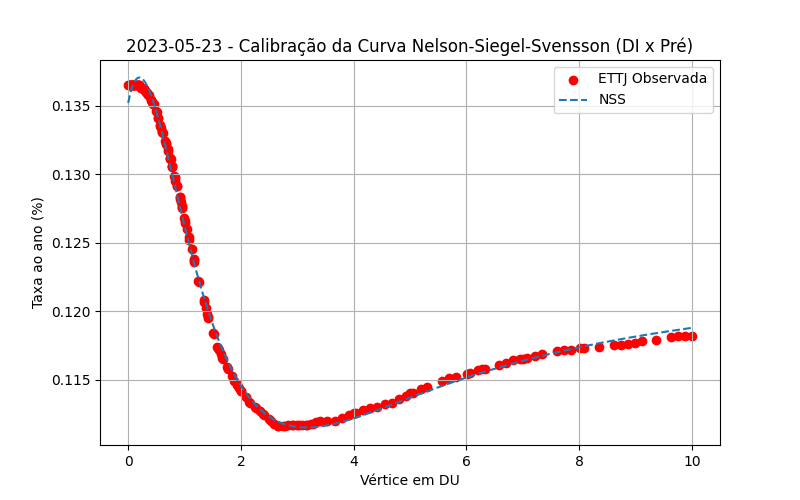 2023-05-23 - Calibração da Curva Nelson-Siegel-Svensson (DI x Pré)
ETTJ Observada
NSS
Taxa ao ano (%)
0.135
0.130
0.125
0.120
0.115
0
2
4
6
8
10
Vértice em DU